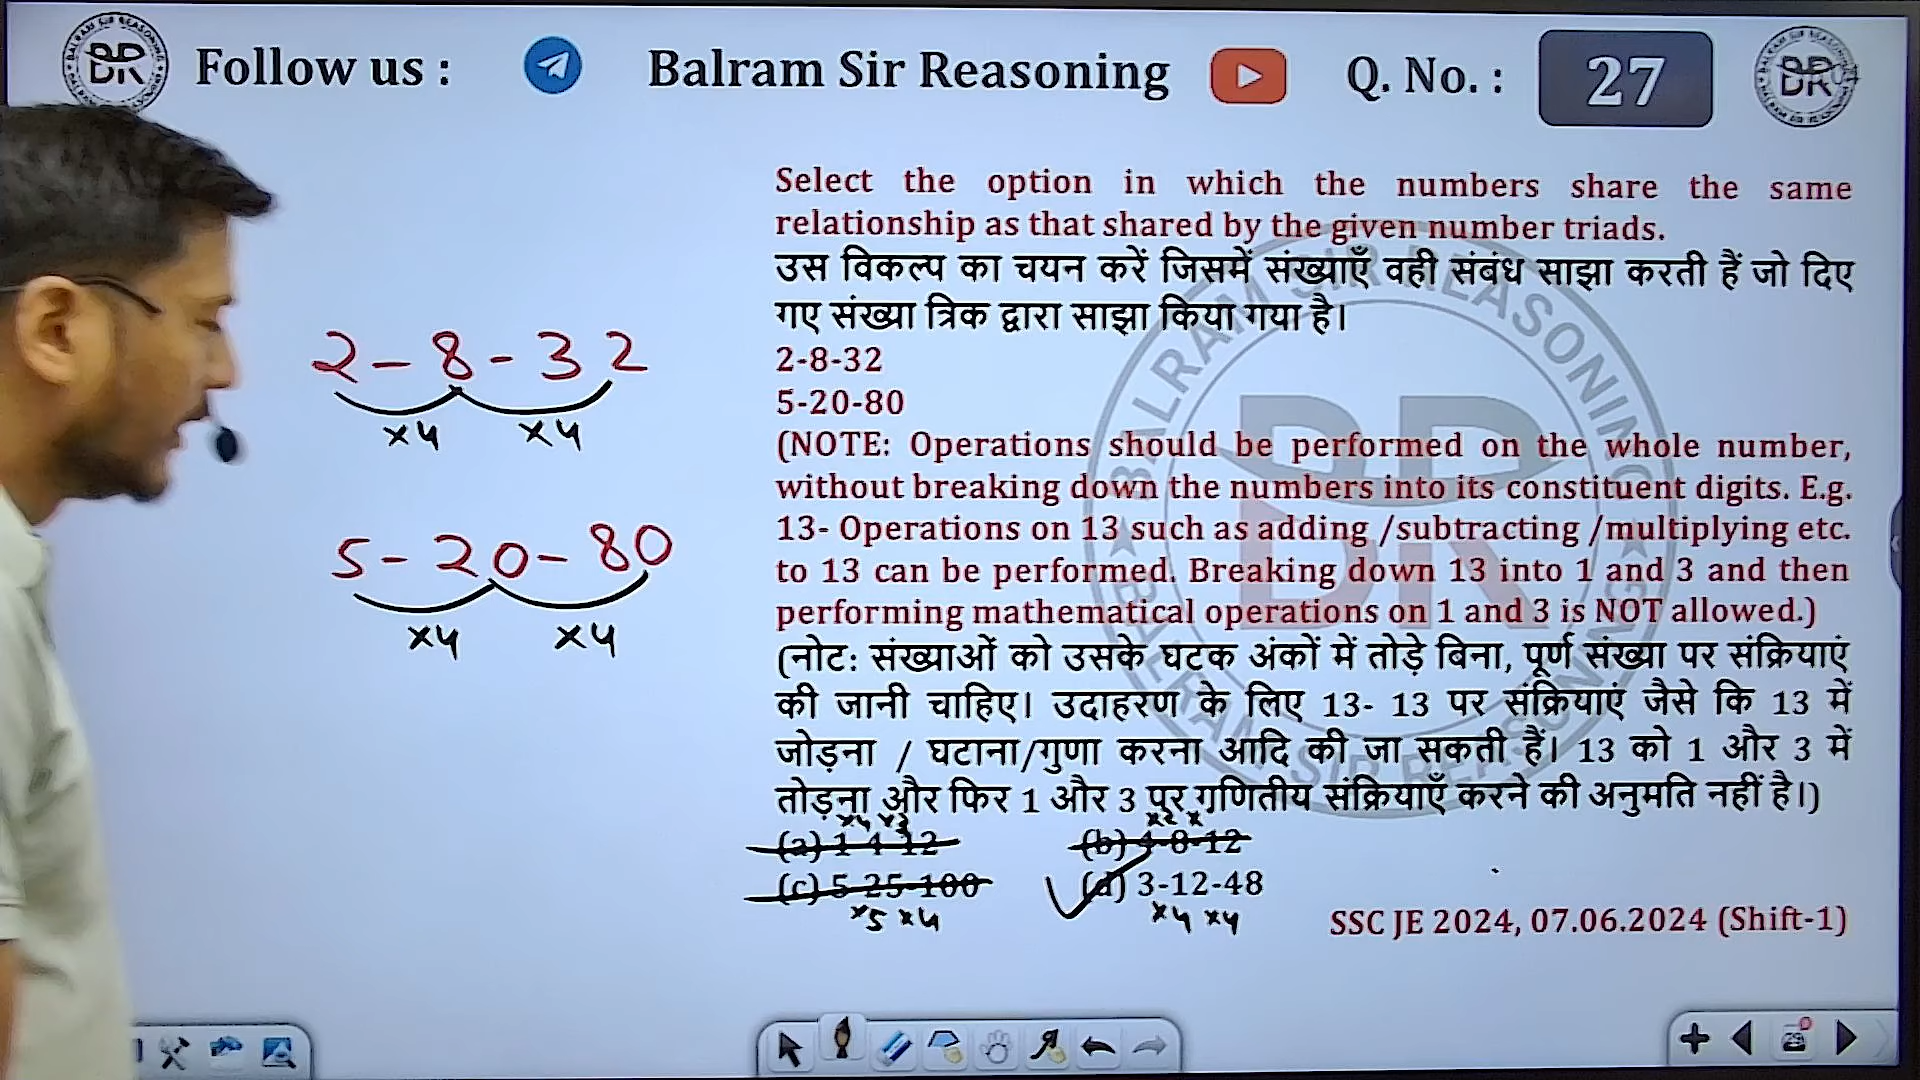 Follow us :
Balram Sir Reasoning
Q. No. :
27
Select the option in which the numbers share the same
relationship as that shared by the given number triads.
उस विकल्प का चयन करें जिसमें संख्याएँ वही संबंध साझा करती हैं जो दिए
गए संख्या त्रिक द्वारा साझा किया गया है।
2-8-32
5-20-80
(NOTE: Operations should be performed on the whole number,
without breaking down the numbers into its constituent digits. E.g.
13- Operations on 13 such as adding /subtracting /multiplying etc.
to 13 can be performed. Breaking down 13 into 1 and 3 and then
performing mathematical operations on 1 and 3 is NOT allowed.)
(नोट: संख्याओं को उसके घटक अंकों में तोड़े बिना, पूर्ण संख्या पर संक्रियाएं
की जानी चाहिए। उदाहरण के लिए 13- 13 पर संक्रियाएं जैसे कि 13 में
जोड़ना / घटाना/गुणा करना आदि की जा सकती हैं। 13 को 1 और 3 में
तोड़ना और फिर 1 और 3 पर गणितीय संक्रियाएँ करने की अनुमति नहीं है।)
×4 ×3 ×2 ×
(a) 1-4-12 (b) 4-8-12
(c) 5-25-100 (d) 3-12-48
×5 ×4 ×4 ×4
SSC JE 2024, 07.06.2024 (Shift-1)
2 - 8 - 32
×4 ×4
5 - 20 - 80
×4 ×4
BALRAM SIR REASONING
BR
29